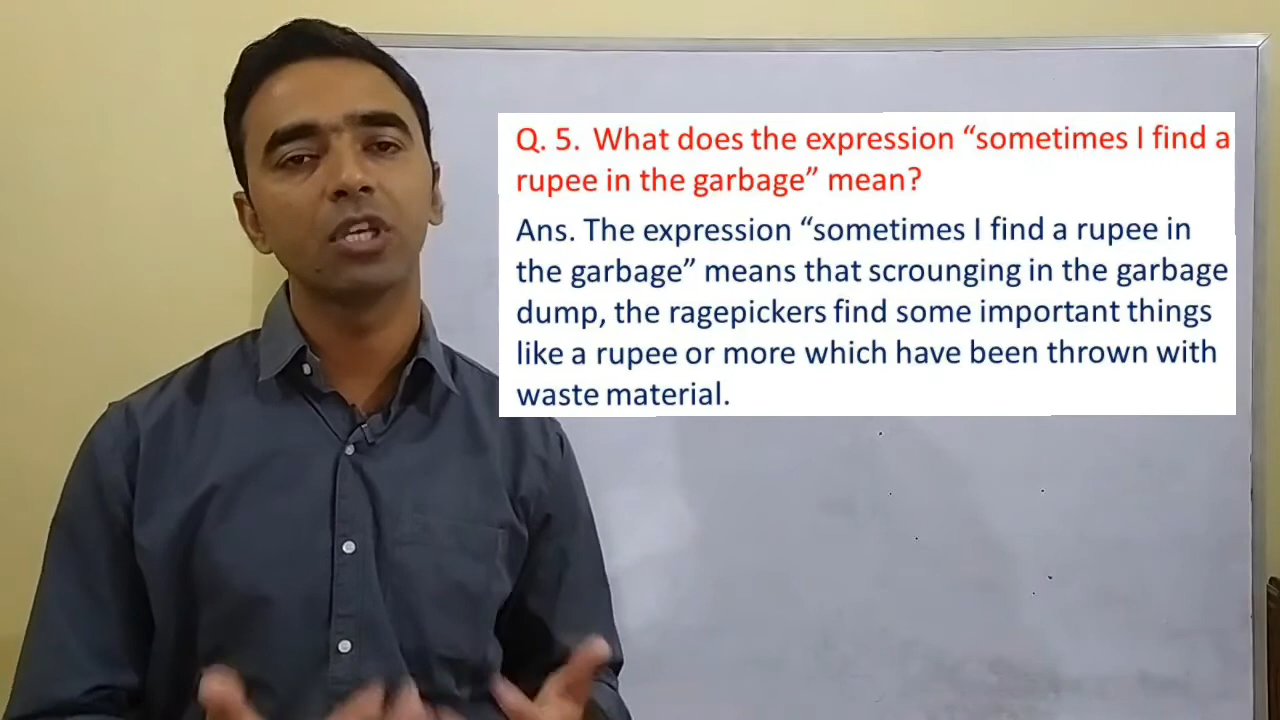 Q. 5. What does the expression “sometimes I find a
rupee in the garbage” mean?
Ans. The expression “sometimes I find a rupee in
the garbage” means that scrounging in the garbage
dump, the ragepickers find some important things
like a rupee or more which have been thrown with
waste material.